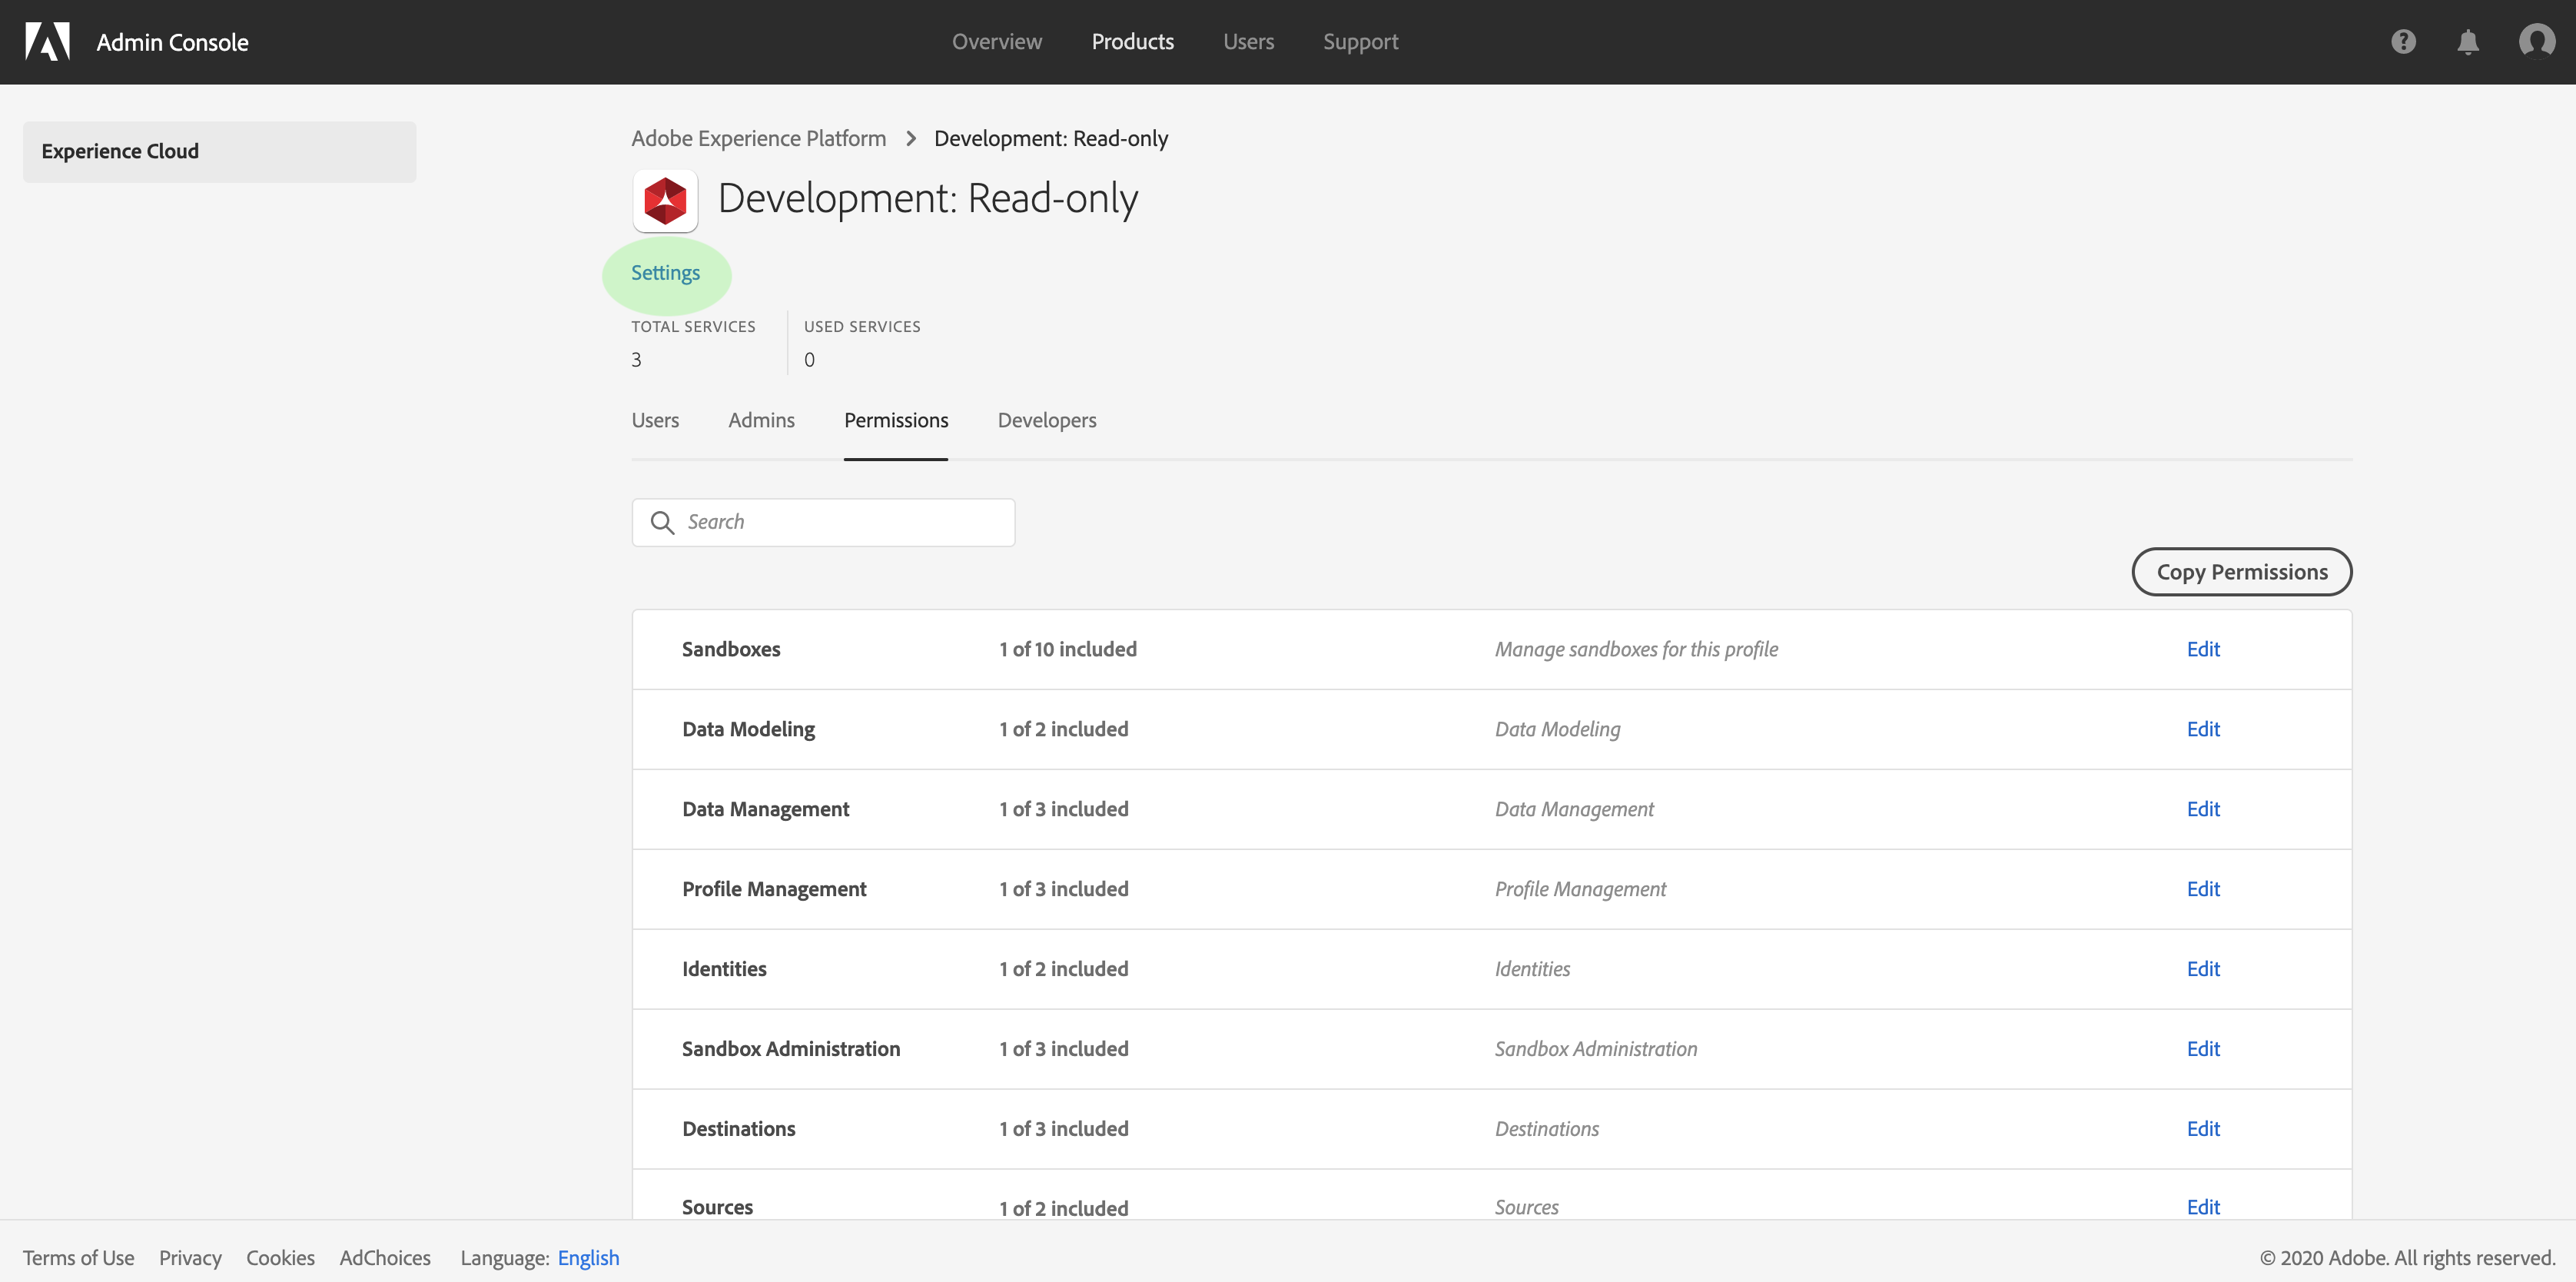 Admin Console
Overview Products Users Support
Experience Cloud
Adobe Experience Platform > Development: Read-only
Development: Read-only
Settings
TOTAL SERVICES USED SERVICES
3 0
Users Admins Permissions Developers
Search
Copy Permissions
Sandboxes 1 of 10 included Manage sandboxes for this profile Edit
Data Modeling 1 of 2 included Data Modeling Edit
Data Management 1 of 3 included Data Management Edit
Profile Management 1 of 3 included Profile Management Edit
Identities 1 of 2 included Identities Edit
Sandbox Administration 1 of 3 included Sandbox Administration Edit
Destinations 1 of 3 included Destinations Edit
Sources 1 of 2 included Sources Edit
Terms of Use Privacy Cookies AdChoices Language: English © 2020 Adobe. All rights reserved.